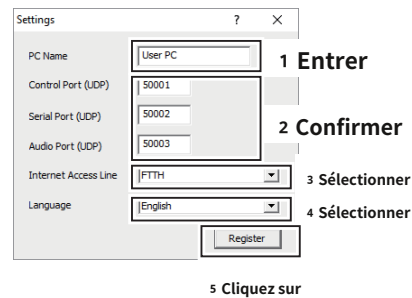 Settings ? ×
PC Name User PC 1 Entrer
Control Port (UDP) 50001
Serial Port (UDP) 50002 2 Confirmer
Audio Port (UDP) 50003
Internet Access Line FTTH 3 Sélectionner
Language English 4 Sélectionner
Register
5 Cliquez sur